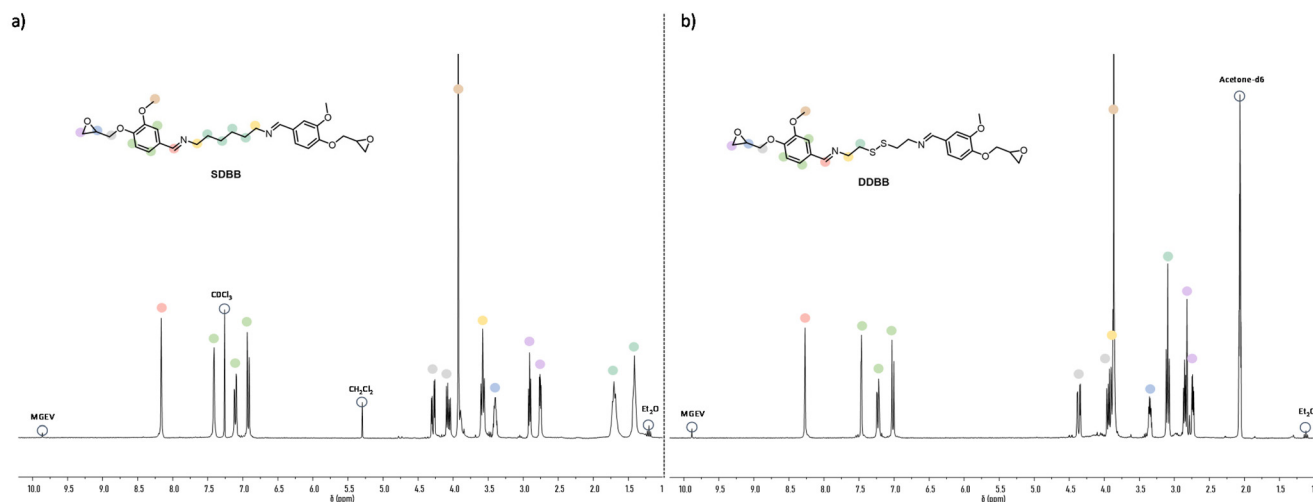 a)
O
O
O
N
N
O
O
O
SDBB
MGEV
CDCl₃
CH₂Cl₂
Et₂O
10.0 9.5 9.0 8.5 8.0 7.5 7.0 6.5 6.0 5.5 5.0 4.5 4.0 3.5 3.0 2.5 2.0 1.5 1
δ (ppm)
b)
O
O
O
N
S
S
N
O
O
O
DDBB
Acetone-d6
MGEV
Et₂O
10.0 9.5 9.0 8.5 8.0 7.5 7.0 6.5 6.0 5.5 5.0 4.5 4.0 3.5 3.0 2.5 2.0 1.5 1
δ (ppm)